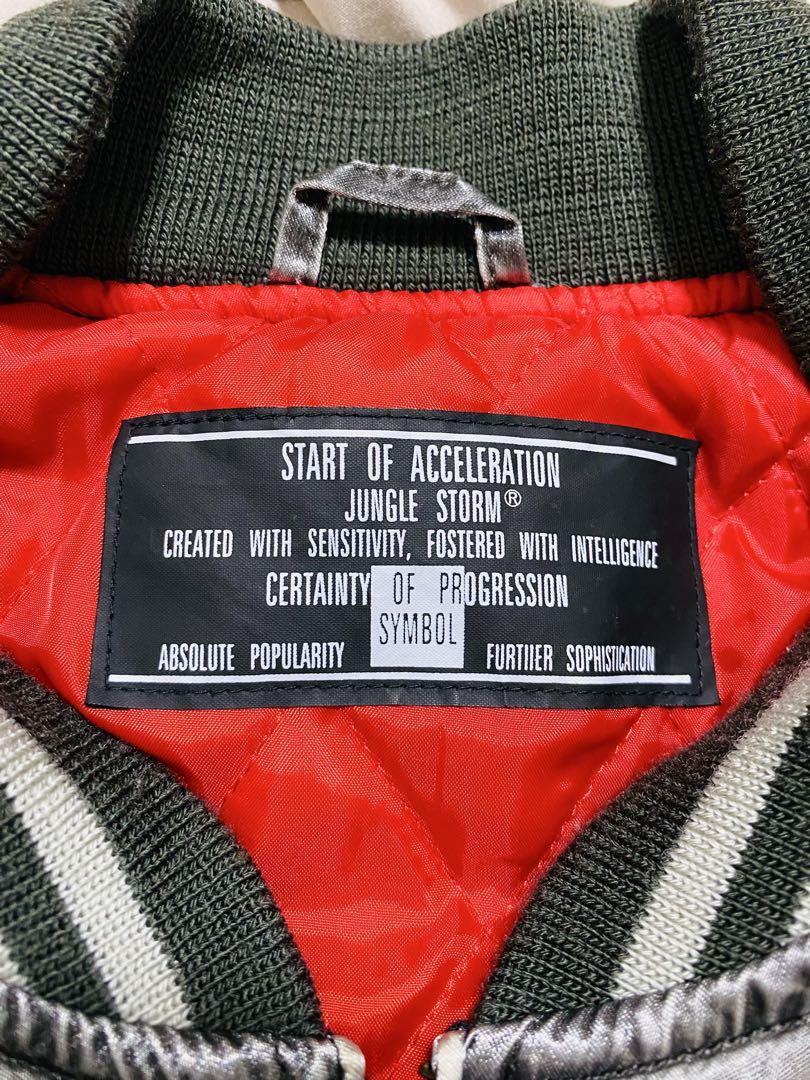 START OF ACCELERATION
JUNGLE STORM®
CREATED WITH SENSITIVITY, FOSTERED WITH INTELLIGENCE
CERTAINTY OF PROGRESSION
SYMBOL
ABSOLUTE POPULARITY FURTIIER SOPHISTICATION